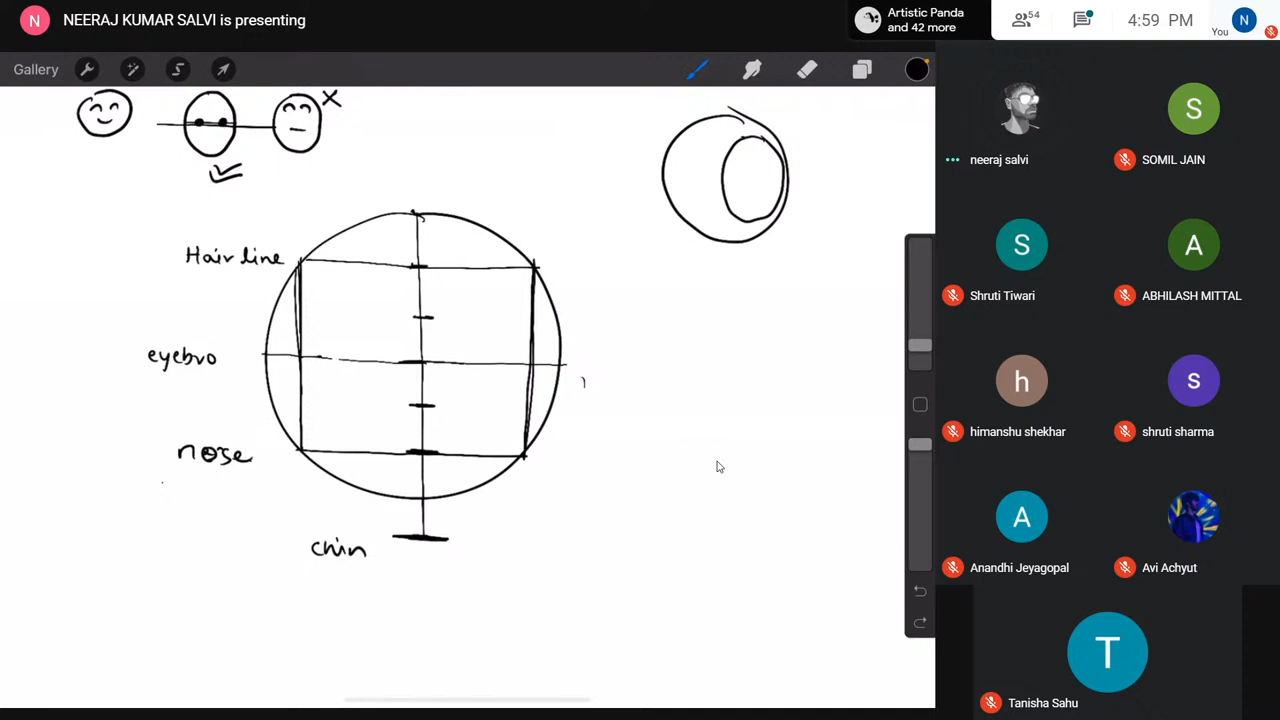 N NEERAJ KUMAR SALVI is presenting
Artistic Panda
and 42 more
54
4:59 PM
You
N
Gallery
Hair line
eyebro
nose
chin
neeraj salvi
S
SOMIL JAIN
S
Shruti Tiwari
A
ABHILASH MITTAL
h
himanshu shekhar
s
shruti sharma
A
Anandhi Jeyagopal
Avi Achyut
T
Tanisha Sahu